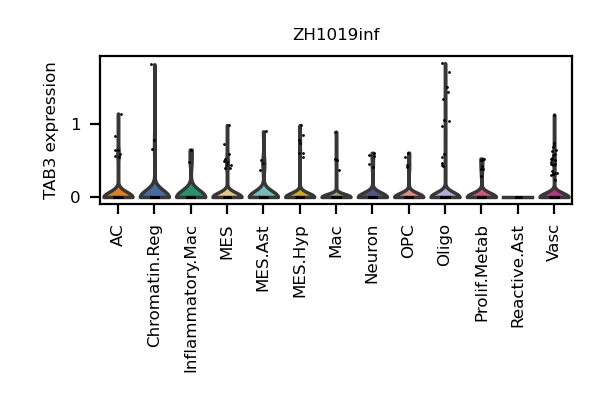 ZH1019inf
TAB3 expression
1
0
AC
Chromatin.Reg
Inflammatory.Mac
MES
MES.Ast
MES.Hyp
Mac
Neuron
OPC
Oligo
Prolif.Metab
Reactive.Ast
Vasc